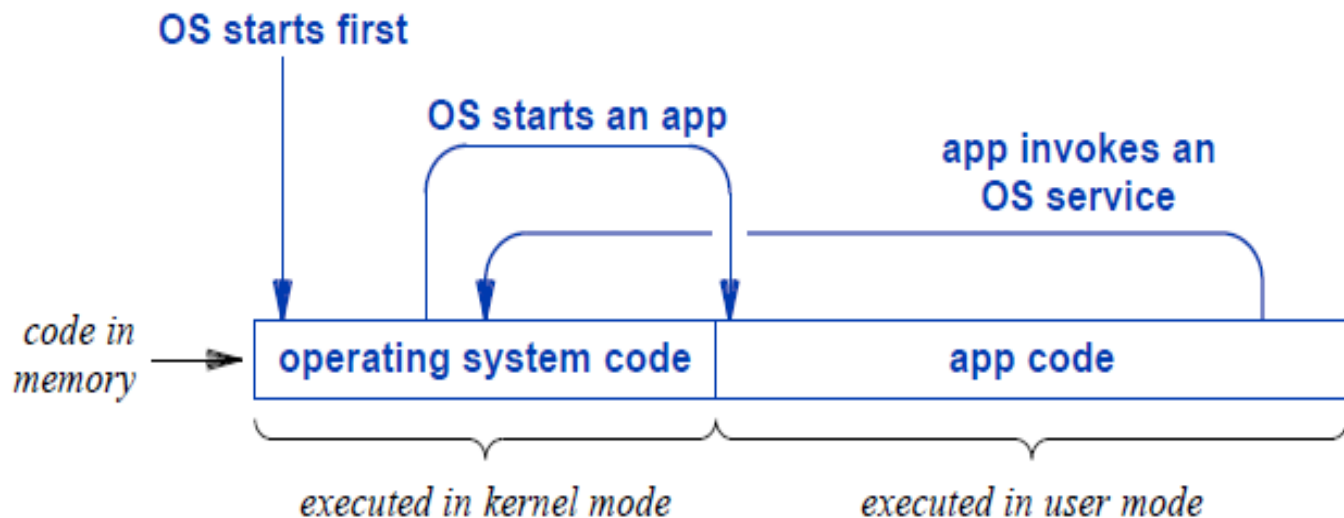 OS starts first
OS starts an app
app invokes an
OS service
code in
memory
operating system code
app code
executed in kernel mode
executed in user mode